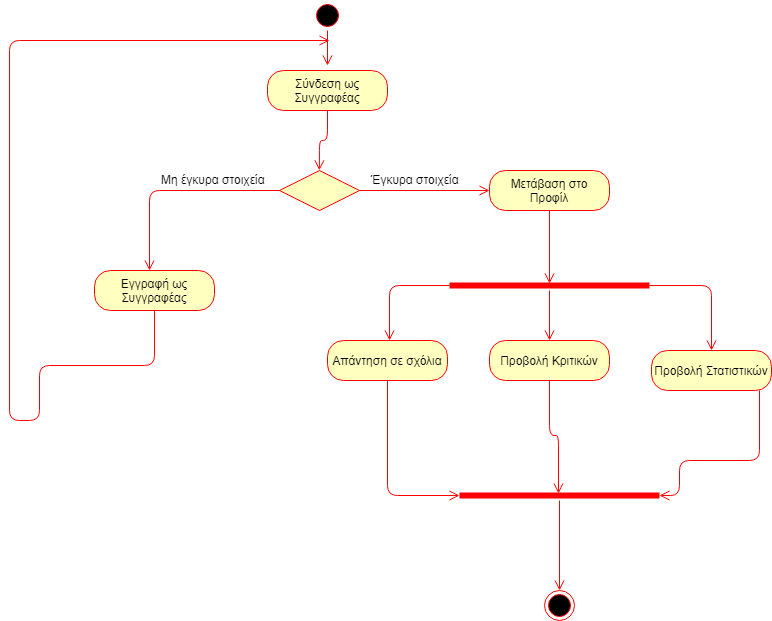 Σύνδεση ως
Συγγραφέας
Μη έγκυρα στοιχεία
Έγκυρα στοιχεία
Μετάβαση στο
Προφίλ
Εγγραφή ως
Συγγραφέας
Απάντηση σε σχόλια
Προβολή Κριτικών
Προβολή Στατιστικών